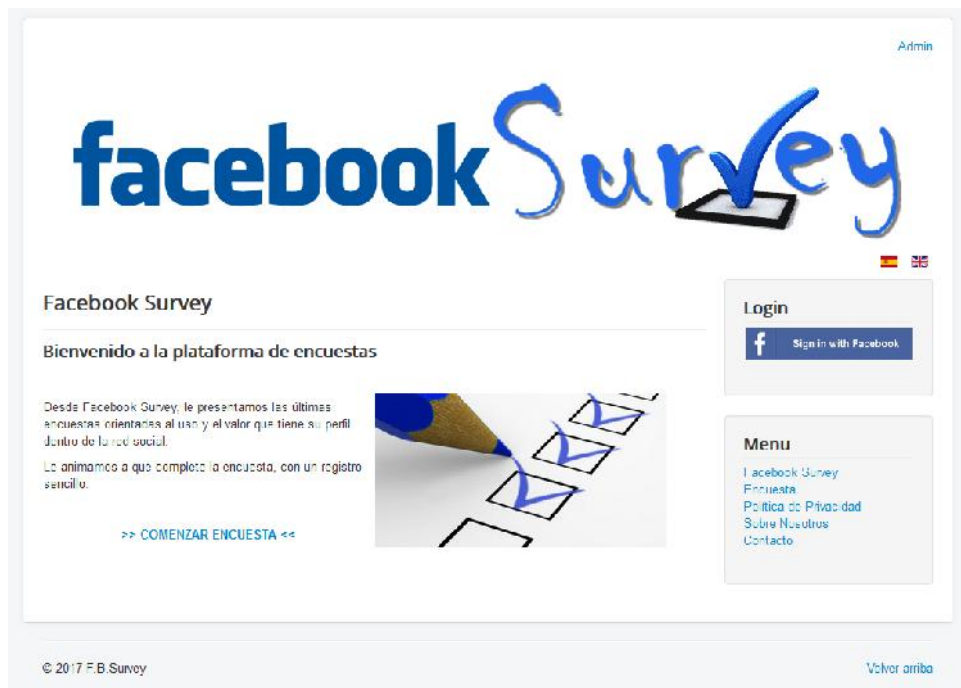 Admin
facebook Survey
Facebook Survey
Bienvenido a la plataforma de encuestas
Desde Facebook Survey, le presentamos las últimas
encuestas orientadas al uso y el valor que tiene su perfil
dentro de la red social.
Le animamos a que complete la encuesta, con un registro
sencillo.
>> COMENZAR ENCUESTA <<
Login
f Sign in with Facebook
Menu
Facebook Survey
Encuesta
Política de Privacidad
Sobre Nosotros
Contacto
© 2017 F.B.Survey
Volver arriba